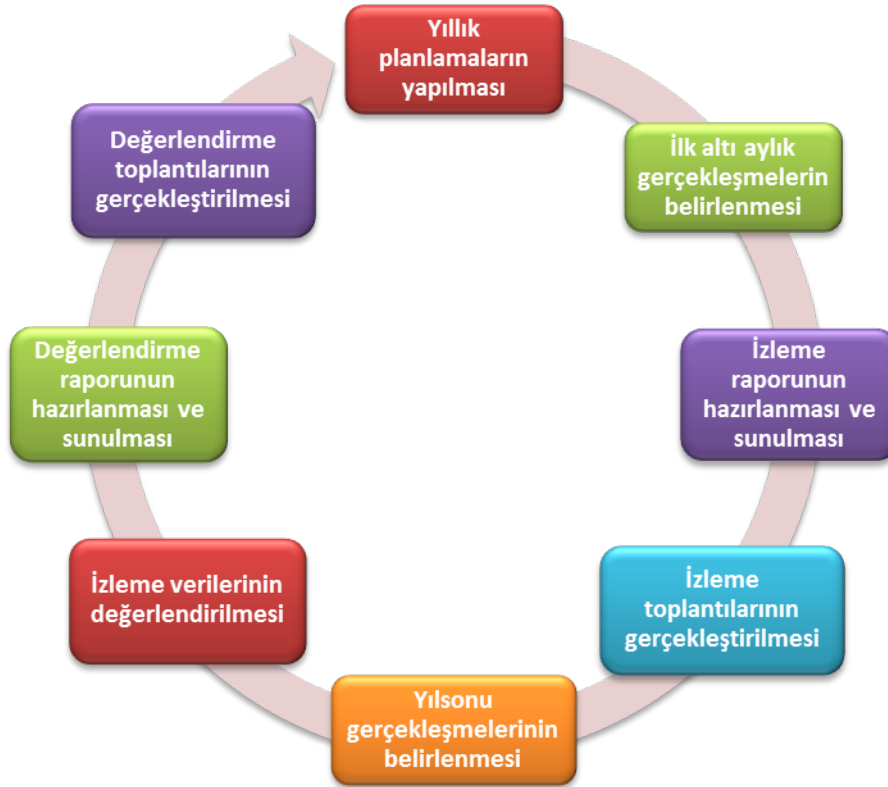 Yıllık
planlamaların
yapılması
İlk altı aylık
gerçekleşmelerin
belirlenmesi
İzleme
raporunun
hazırlanması ve
sunulması
İzleme
toplantılarının
gerçekleştirilmesi
Yılsonu
gerçekleşmelerinin
belirlenmesi
İzleme verilerinin
değerlendirilmesi
Değerlendirme
raporunun
hazırlanması ve
sunulması
Değerlendirme
toplantılarının
gerçekleştirilmesi